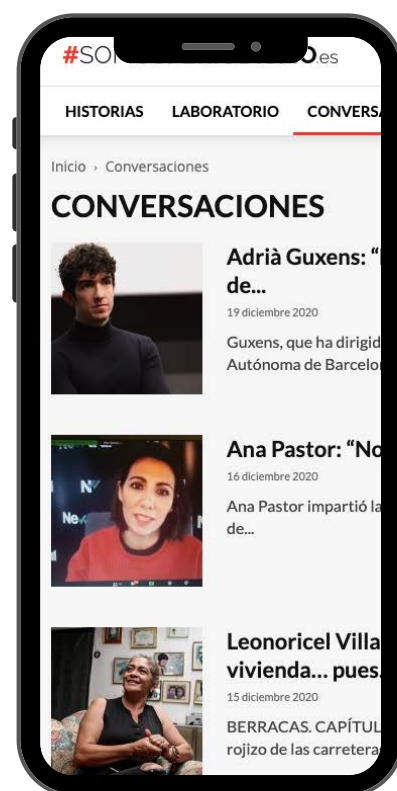 #SO
.es
HISTORIAS LABORATORIO CONVERSA
Inicio › Conversaciones
CONVERSACIONES
Adrià Guxens: “
de...
19 diciembre 2020
Guxens, que ha dirigid
Autónoma de Barcelo
Ana Pastor: “No
16 diciembre 2020
Ana Pastor impartió la
de...
Leonoricel Villa
vivienda… pues.
15 diciembre 2020
BERRACAS. CAPÍTUL
rojizo de las carretera